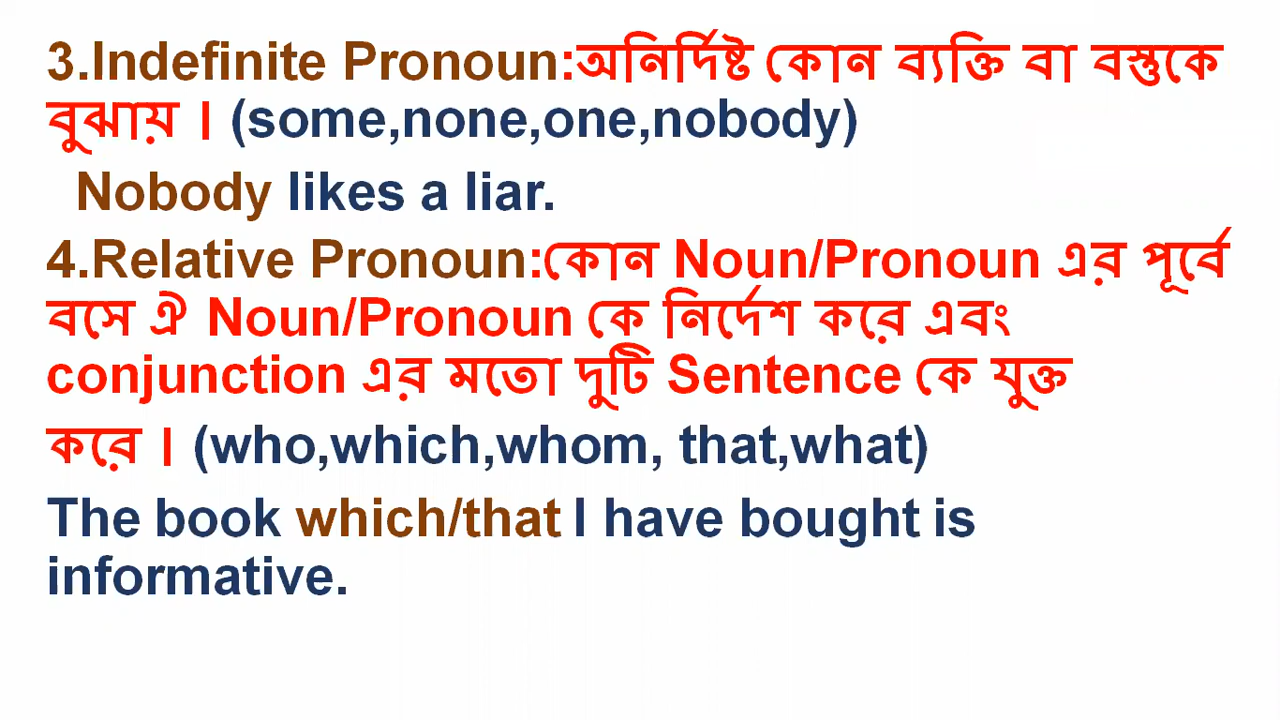 3.Indefinite Pronoun:অনির্দিষ্ট কোন ব্যক্তি বা বস্তুকে
বুঝায় । (some,none,one,nobody)
Nobody likes a liar.
4.Relative Pronoun:কোন Noun/Pronoun এর পূর্বে
বসে ঐ Noun/Pronoun কে নির্দেশ করে এবং
conjunction এর মতো দুটি Sentence কে যুক্ত
করে । (who,which,whom, that,what)
The book which/that I have bought is
informative.